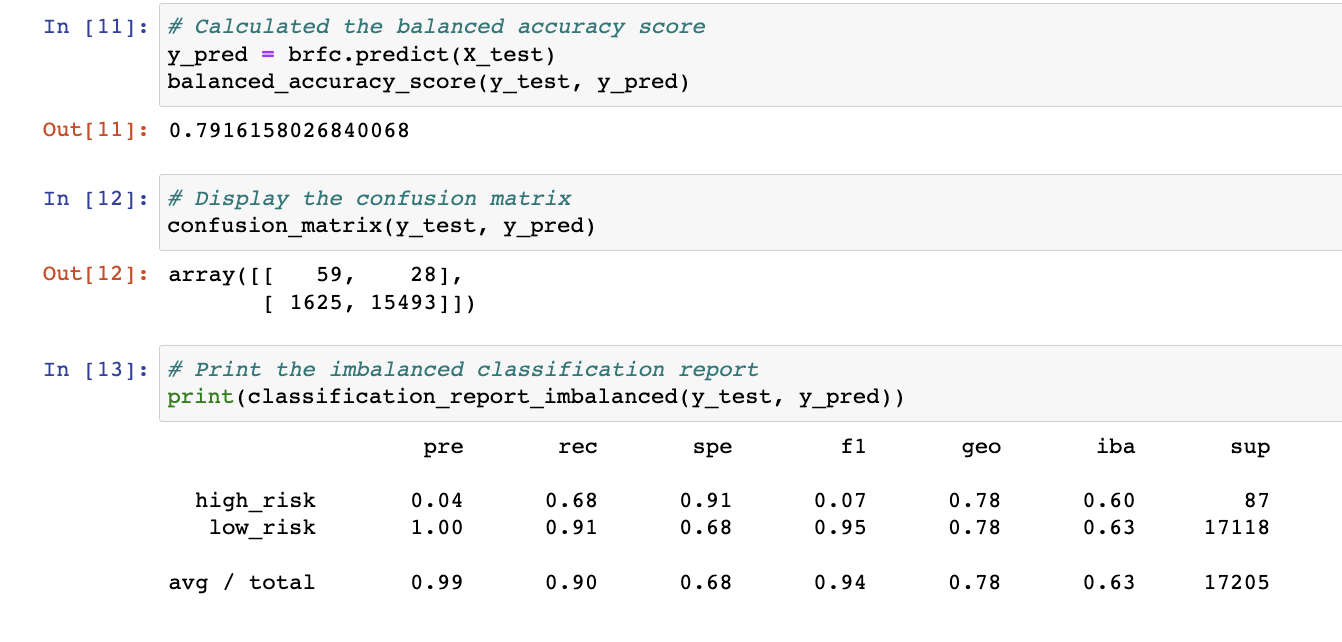 In [11]: # Calculated the balanced accuracy score
y_pred = brfc.predict(X_test)
balanced_accuracy_score(y_test, y_pred)
Out[11]: 0.7916158026840068
In [12]: # Display the confusion matrix
confusion_matrix(y_test, y_pred)
Out[12]: array([[   59,    28],
       [ 1625, 15493]])
In [13]: # Print the imbalanced classification report
print(classification_report_imbalanced(y_test, y_pred))
pre rec spe f1 geo iba sup
high_risk 0.04 0.68 0.91 0.07 0.78 0.60 87
low_risk 1.00 0.91 0.68 0.95 0.78 0.63 17118
avg / total 0.99 0.90 0.68 0.94 0.78 0.63 17205